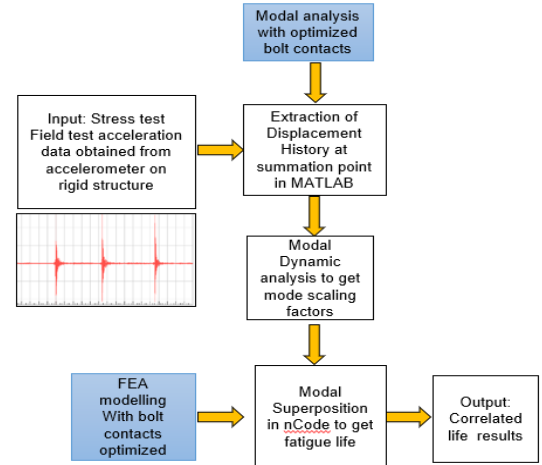 Modal analysis
with optimized
bolt contacts
Input: Stress test
Field test acceleration
data obtained from
accelerometer on
rigid structure
Extraction of
Displacement
History at
summation point
in MATLAB
Modal
Dynamic
analysis to get
mode scaling
factors
FEA
modelling
With bolt
contacts
optimized
Modal
Superposition
in nCode to get
fatigue life
Output:
Correlated
life results